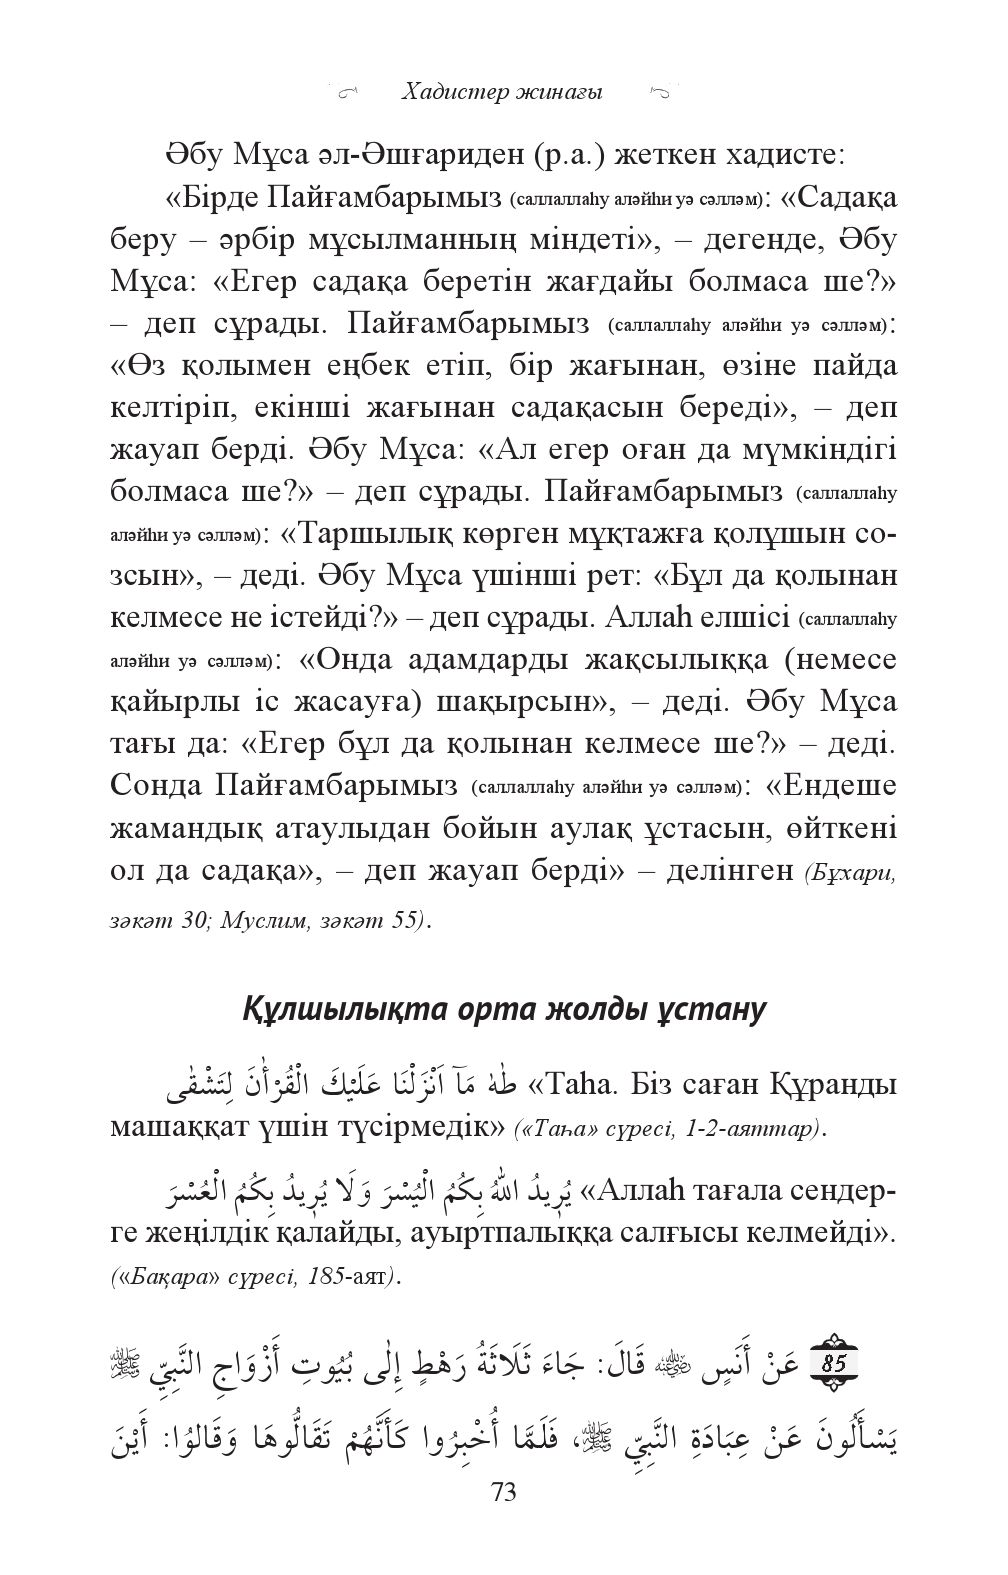 Хадистер жинағы
Әбу Мұса әл-Әшғариден (р.а.) жеткен хадисте:
«Бірде Пайғамбарымыз (саллаллаһу аләйһи уә сәлләм): «Садақа
беру – әрбір мұсылманның міндеті», – дегенде, Әбу
Мұса: «Егер садақа беретін жағдайы болмаса ше?»
– деп сұрады. Пайғамбарымыз (саллаллаһу аләйһи уә сәлләм):
«Өз қолымен еңбек етіп, бір жағынан, өзіне пайда
келтіріп, екінші жағынан садақасын береді», – деп
жауап берді. Әбу Мұса: «Ал егер оған да мүмкіндігі
болмаса ше?» – деп сұрады. Пайғамбарымыз (саллаллаһу
аләйһи уә сәлләм): «Таршылық көрген мұқтажға қолұшын со-
зсын», – деді. Әбу Мұса үшінші рет: «Бұл да қолынан
келмесе не істейді?» – деп сұрады. Аллаһ елшісі (саллаллаһу
аләйһи уә сәлләм): «Онда адамдарды жақсылыққа (немесе
қайырлы іс жасауға) шақырсын», – деді. Әбу Мұса
тағы да: «Егер бұл да қолынан келмесе ше?» – деді.
Сонда Пайғамбарымыз (саллаллаһу аләйһи уә сәлләм): «Ендеше
жамандық атаулыдан бойын аулақ ұстасын, өйткені
ол да садақа», – деп жауап берді» – делінген (Бұхари,
зәкәт 30; Муслим, зәкәт 55).
Құлшылықта орта жолды ұстану
طٰهٰ مَآ اَنْزَلْنَا عَلَيْكَ الْقُرْاٰنَ لِتَشْقٰى «Таһа. Біз саған Құранды
машаққат үшін түсірмедік» («Таһа» сүресі, 1-2-аяттар).
يُرِيدُ اللهُ بِكُمُ الْيُسْرَ وَلَا يُرِيدُ بِكُمُ الْعُسْرَ «Аллаһ тағала сендер-
ге жеңілдік қалайды, ауыртпалыққа салғысы келмейді».
(«Бақара» сүресі, 185-аят).
85 عَنْ أَنَسٍ ؓ قَالَ: جَاءَ ثَلَاثَةُ رَهْطٍ إِلٰى بُيُوتِ أَزْوَاجِ النَّبِيِّ ﷺ
يَسْأَلُونَ عَنْ عِبَادَةِ النَّبِيِّ ﷺ، فَلَمَّا أُخْبِرُوا كَأَنَّهُمْ تَقَالُّوهَا وَقَالوُا: أَيْنَ
73